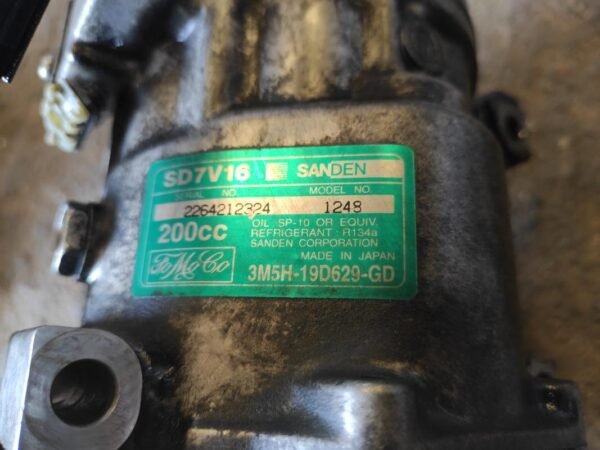 SD7V16 SANDEN
SERIAL NO. MODEL NO.
2264212324 1248
200CC
OIL SP-10 OR EQUIV.
REFRIGERANT : R134a
SANDEN CORPORATION
MADE IN JAPAN
FoMoCo 3M5H-19D629-GD